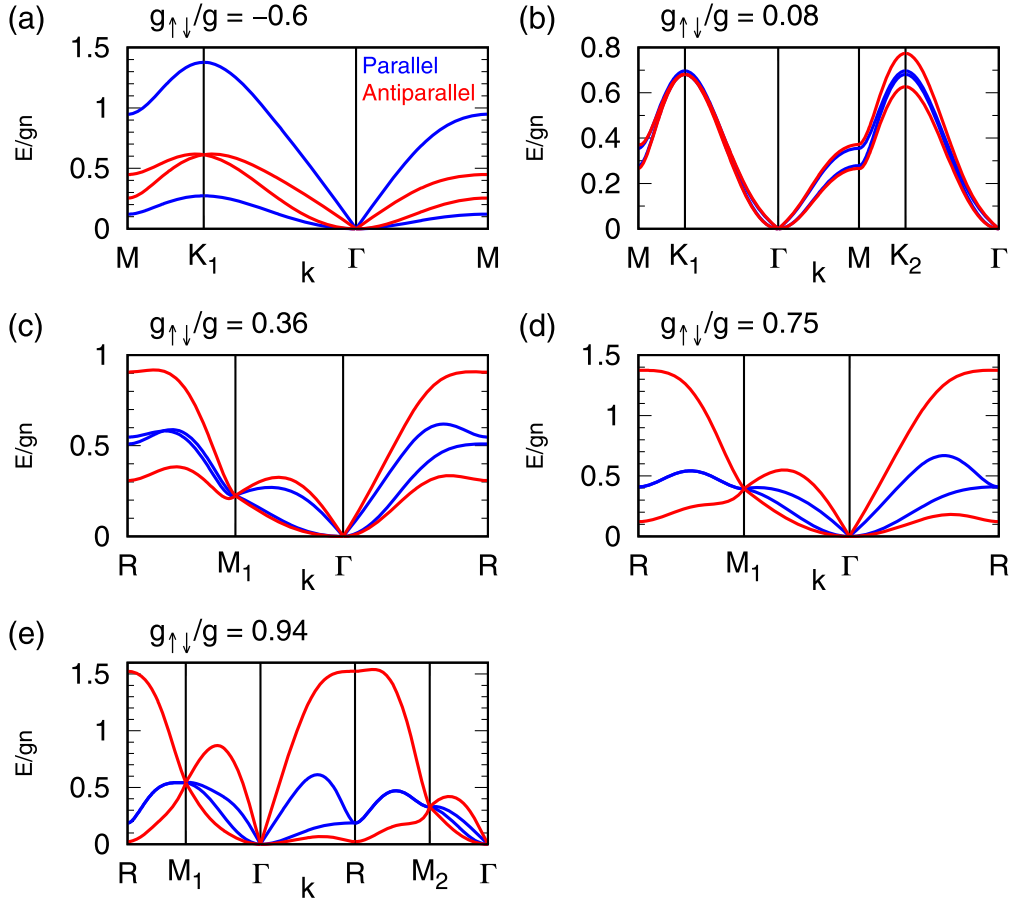 (a) g↑↓/g = −0.6
1.5
1
0.5
0
E/gn
Parallel
Antiparallel
M K1 k Γ M
(b) g↑↓/g = 0.08
0.8
0.6
0.4
0.2
0
E/gn
M K1 Γ k M K2 Γ
(c) g↑↓/g = 0.36
1
0.5
0
E/gn
R M1 k Γ R
(d) g↑↓/g = 0.75
1.5
1
0.5
0
E/gn
R M1 k Γ R
(e) g↑↓/g = 0.94
1.5
1
0.5
0
E/gn
R M1 Γ k R M2 Γ